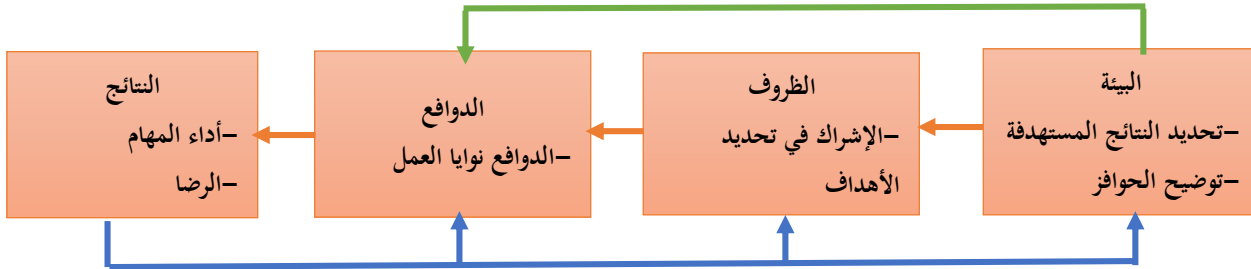 البيئة
–تحديد النتائج المستهدفة
–توضيح الحوافز
الظروف
–الإشراك في تحديد
الأهداف
الدوافع
–الدوافع نوايا العمل
النتائج
–أداء المهام
–الرضا